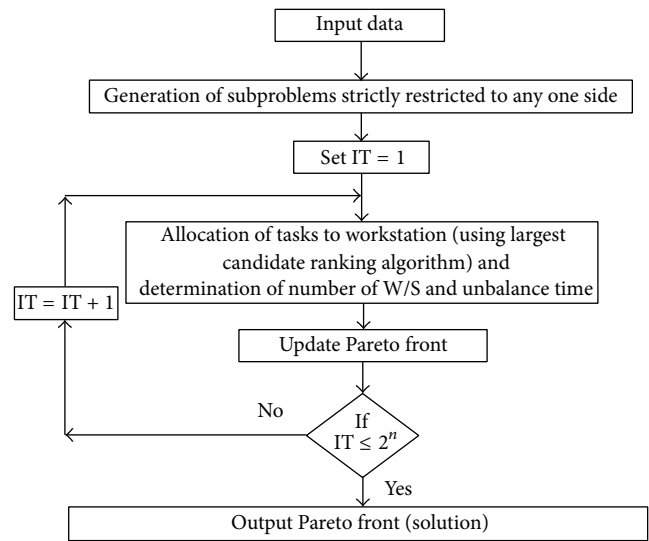 Input data
Generation of subproblems strictly restricted to any one side
Set IT = 1
Allocation of tasks to workstation (using largest
candidate ranking algorithm) and
determination of number of W/S and unbalance time
IT = IT + 1
Update Pareto front
No
If
IT ≤ 2ⁿ
Yes
Output Pareto front (solution)